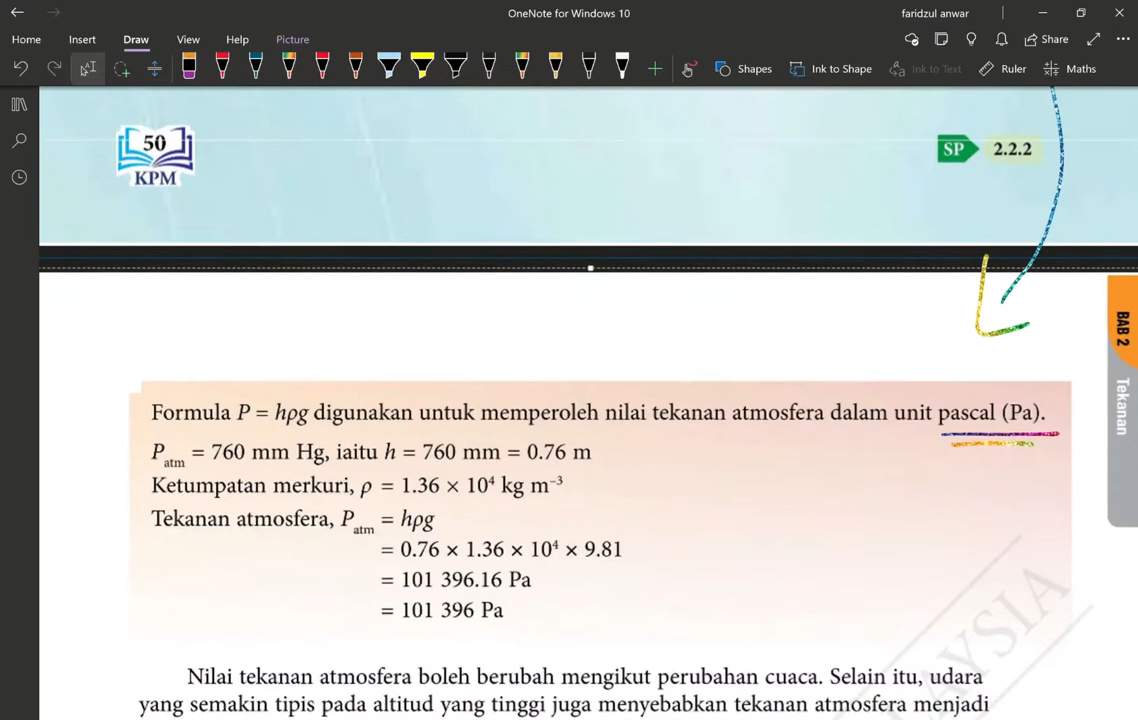 OneNote for Windows 10
faridzul anwar
Home Insert Draw View Help Picture
Share
Shapes Ink to Shape Ink to Text Ruler Maths
50
KPM
SP 2.2.2
BAB 2
Tekanan
Formula P = hρg digunakan untuk memperoleh nilai tekanan atmosfera dalam unit pascal (Pa).
Patm = 760 mm Hg, iaitu h = 760 mm = 0.76 m
Ketumpatan merkuri, ρ = 1.36 × 10⁴ kg m⁻³
Tekanan atmosfera, Patm = hρg
= 0.76 × 1.36 × 10⁴ × 9.81
= 101 396.16 Pa
= 101 396 Pa
Nilai tekanan atmosfera boleh berubah mengikut perubahan cuaca. Selain itu, udara
yang semakin tipis pada altitud yang tinggi juga menyebabkan tekanan atmosfera menjadi